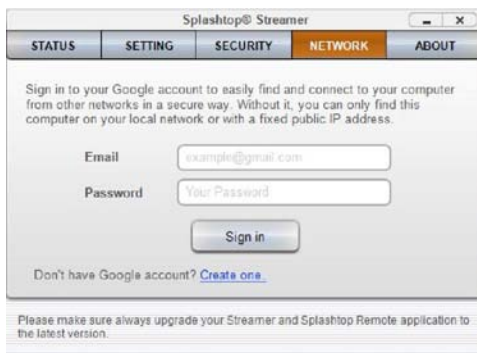 Splashtop® Streamer
STATUS SETTING SECURITY NETWORK ABOUT
Sign in to your Google account to easily find and connect to your computer
from other networks in a secure way. Without it, you can only find this
computer on your local network or with a fixed public IP address.
Email example@gmail.com
Password Your Password
Sign in
Don't have Google account? Create one.
Please make sure always upgrade your Streamer and Splashtop Remote application to
the latest version.